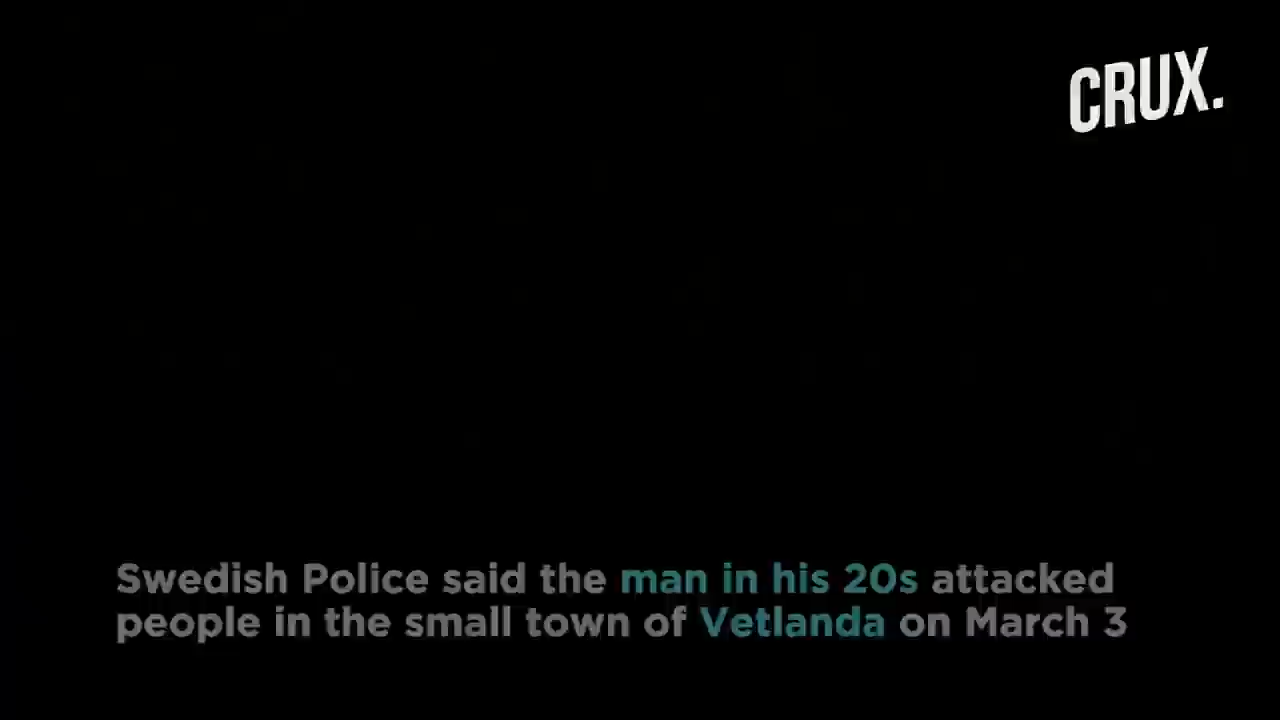 CRUX.
Swedish Police said the man in his 20s attacked
people in the small town of Vetlanda on March 3